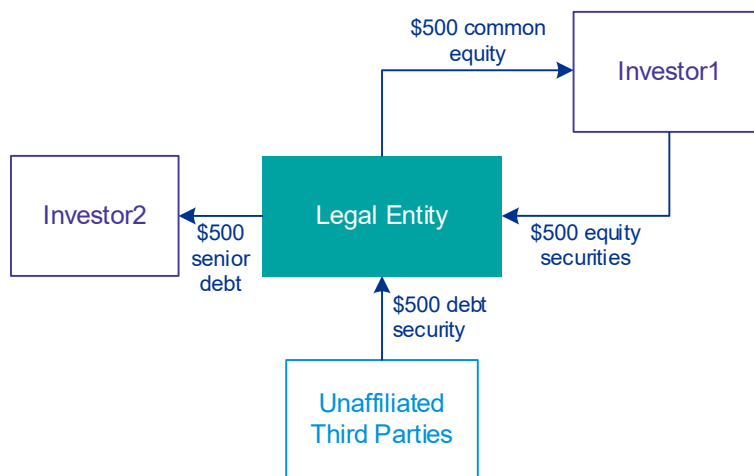 $500 common
equity
Investor1
Investor2
Legal Entity
$500
senior
debt
$500 equity
securities
$500 debt
security
Unaffiliated
Third Parties